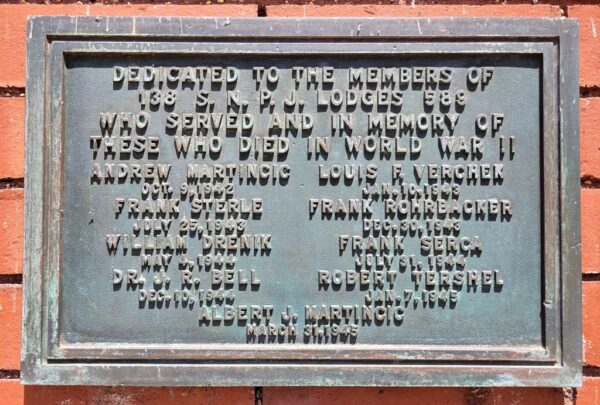 DEDICATED TO THE MEMBERS OF
138 S. N. P. J. LODGES 589
WHO SERVED AND IN MEMORY OF
THESE WHO DIED IN WORLD WAR II
ANDREW MARTINCIC LOUIS F. VERCHEK
OCT. 9, 1942 JAN. 10, 1943
FRANK STERLE FRANK ROHRBACKER
JULY 25, 1943 DEC. 30, 1943
WILLIAM DRENIK FRANK SERCA
MAY 4, 1944 JULY 31, 1944
DR. J. R. BELL ROBERT TERSHEL
DEC. 10, 1944 JAN. 7, 1945
ALBERT J. MARTINCIC
MARCH 31, 1945